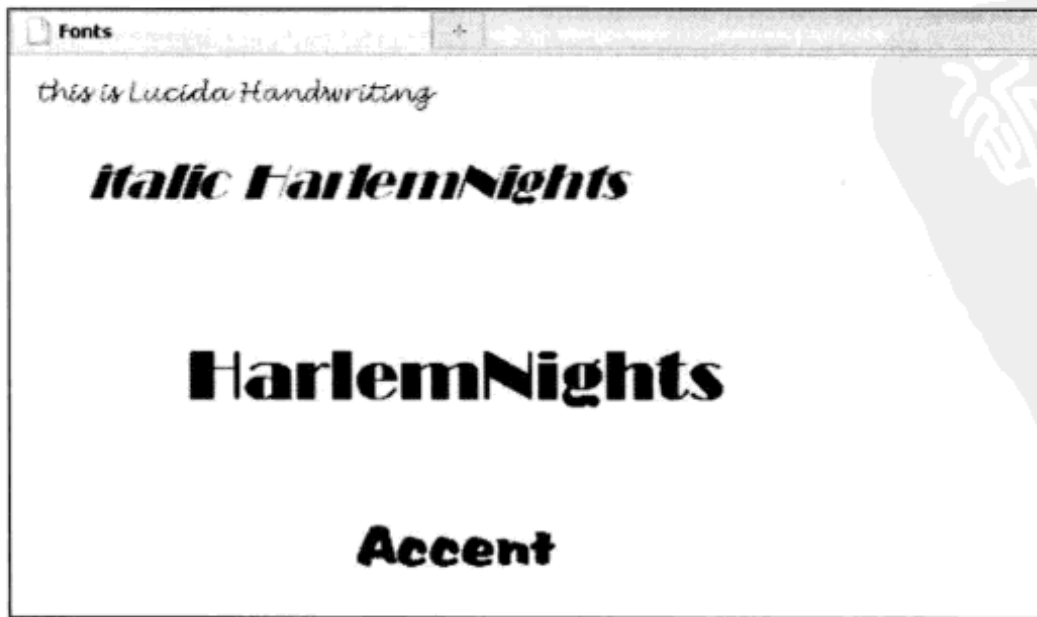 Fonts
this is Lucida Handwriting
italic HarlemNights
HarlemNights
Accent